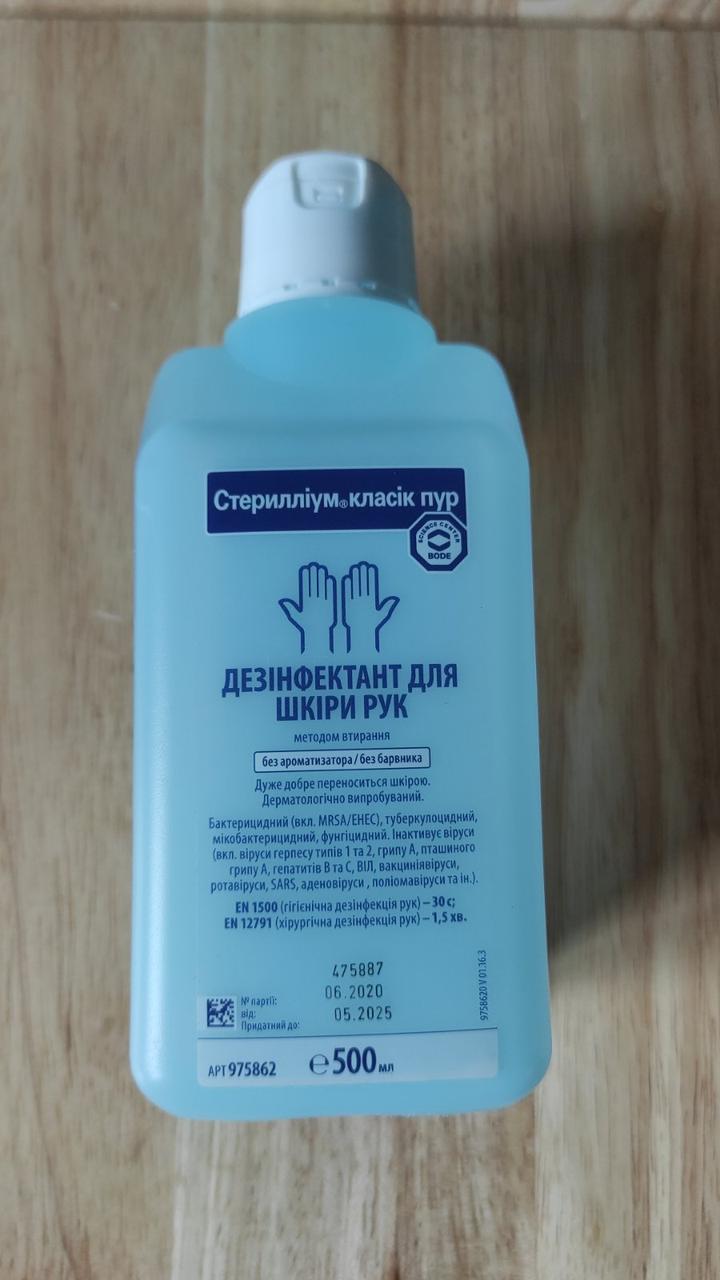 Стерилліум® класік пур
SCIENCE CENTER
BODE
ДЕЗІНФЕКТАНТ ДЛЯ
ШКІРИ РУК
методом втирання
без ароматизатора / без барвника
Дуже добре переноситься шкірою.
Дерматологічно випробуваний.
Бактерицидний (вкл. MRSA/EHEC), туберкулоцидний,
мікобактерицидний, фунгіцидний. Інактивує віруси
(вкл. віруси герпесу типів 1 та 2, грипу А, пташиного
грипу А, гепатитів В та С, ВІЛ, вакциніявіруси,
ротавіруси, SARS, аденовіруси , поліомавіруси та ін.).
EN 1500 (гігієнічна дезінфекція рук) – 30 с;
EN 12791 (хірургічна дезінфекція рук) – 1,5 хв.
№ партії: 475887
від: 06.2020
Придатний до: 05.2025
9758620 V 01.16.3
АРТ 975862 ℮ 500 мл